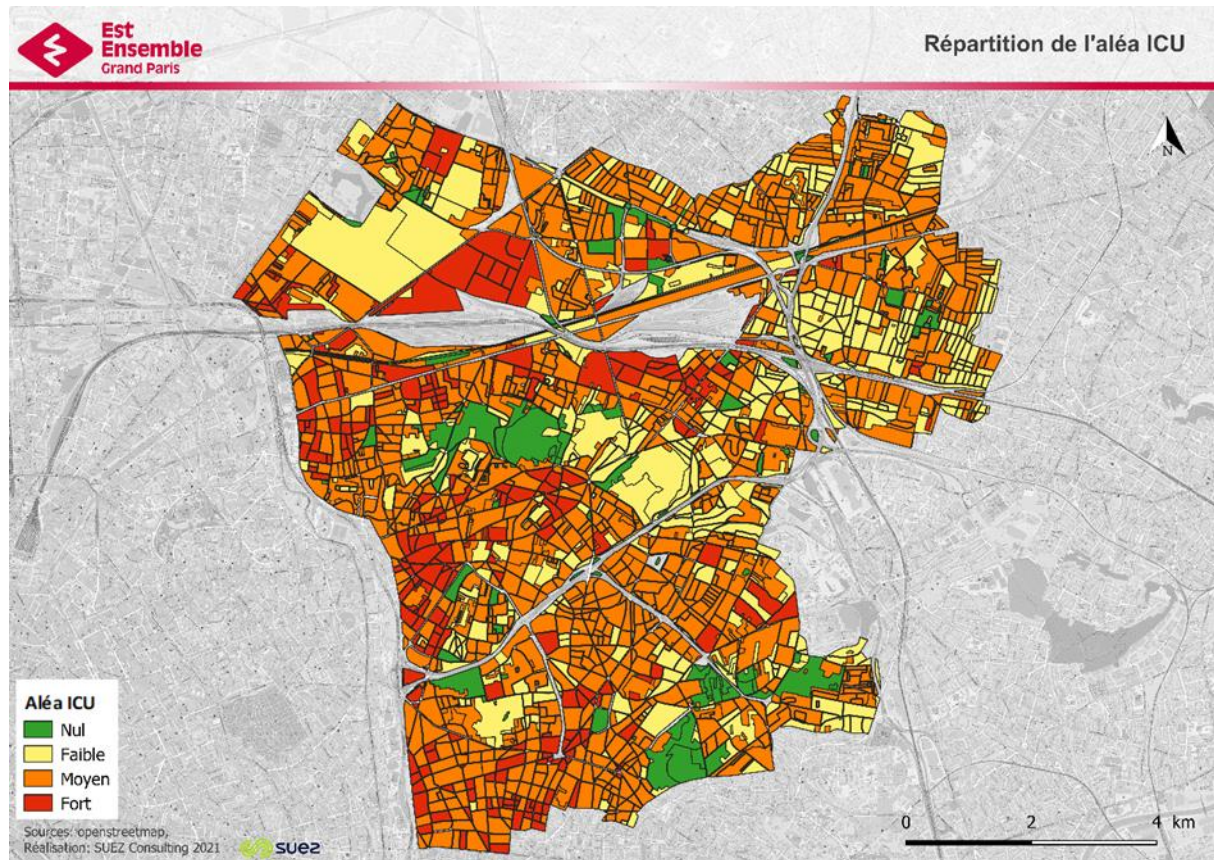 Est
Ensemble
Grand Paris
Répartition de l'aléa ICU
N
Aléa ICU
Nul
Faible
Moyen
Fort
0 2 4 km
Sources: openstreetmap,
Réalisation: SUEZ Consulting 2021
suez